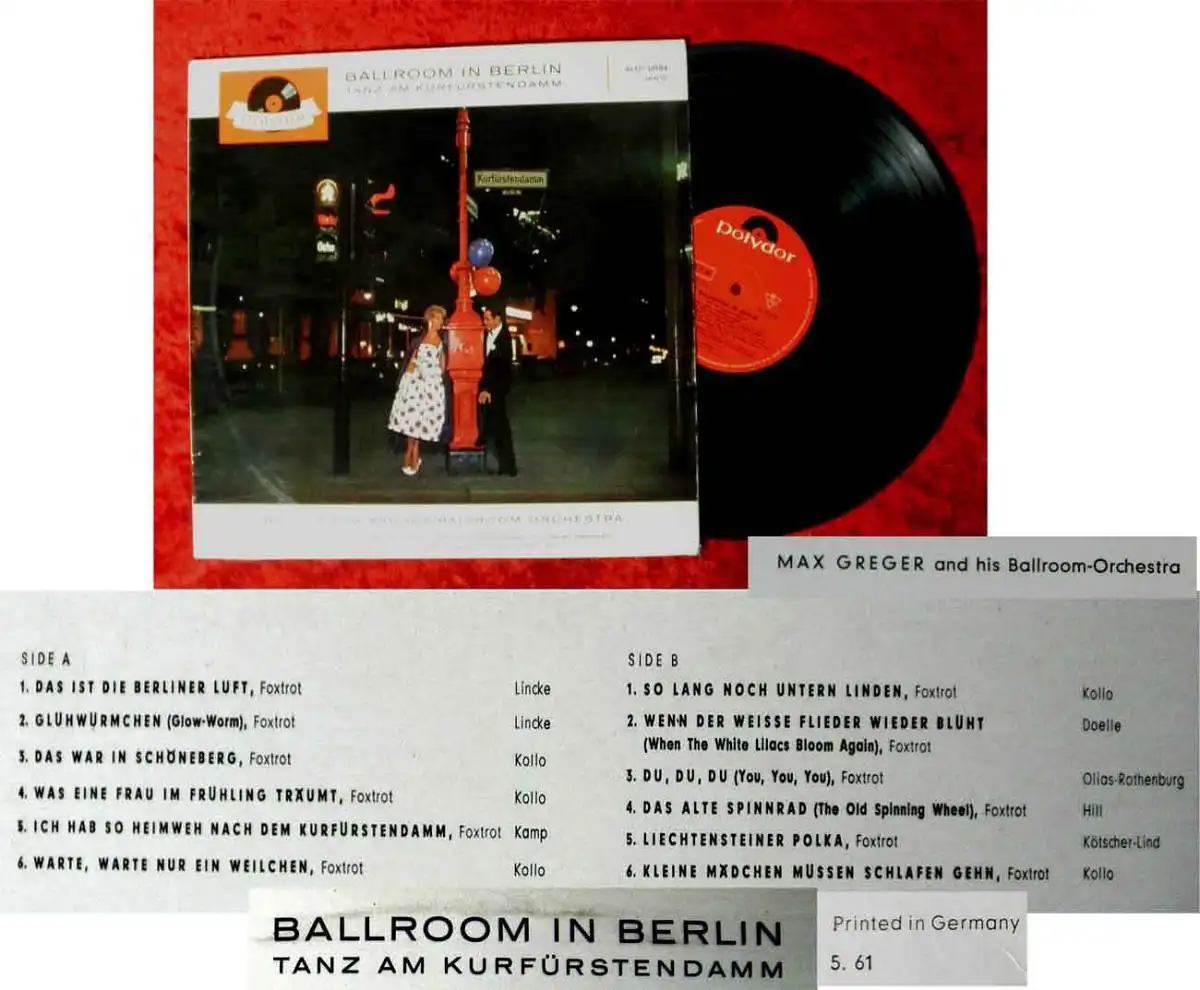 BALLROOM IN BERLIN
TANZ AM KURFÜRSTENDAMM
Polydor
Kurfürstendamm
polydor
BALLROOM ORCHESTRA
MAX GREGER and his Ballroom-Orchestra
SIDE A
1. DAS IST DIE BERLINER LUFT, Foxtrot Lincke
2. GLÜHWÜRMCHEN (Glow-Worm), Foxtrot Lincke
3. DAS WAR IN SCHÖNEBERG, Foxtrot Kollo
4. WAS EINE FRAU IM FRÜHLING TRÄUMT, Foxtrot Kollo
5. ICH HAB SO HEIMWEH NACH DEM KURFÜRSTENDAMM, Foxtrot Kamp
6. WARTE, WARTE NUR EIN WEILCHEN, Foxtrot Kollo
SIDE B
1. SO LANG NOCH UNTERN LINDEN, Foxtrot Kollo
2. WENN DER WEISSE FLIEDER WIEDER BLÜHT Doelle
(When The White Lilacs Bloom Again), Foxtrot
3. DU, DU, DU (You, You, You), Foxtrot Olias-Rothenburg
4. DAS ALTE SPINNRAD (The Old Spinning Wheel), Foxtrot Hill
5. LIECHTENSTEINER POLKA, Foxtrot Kötscher-Lind
6. KLEINE MÄDCHEN MÜSSEN SCHLAFEN GEHN, Foxtrot Kollo
BALLROOM IN BERLIN
TANZ AM KURFÜRSTENDAMM
Printed in Germany
5. 61